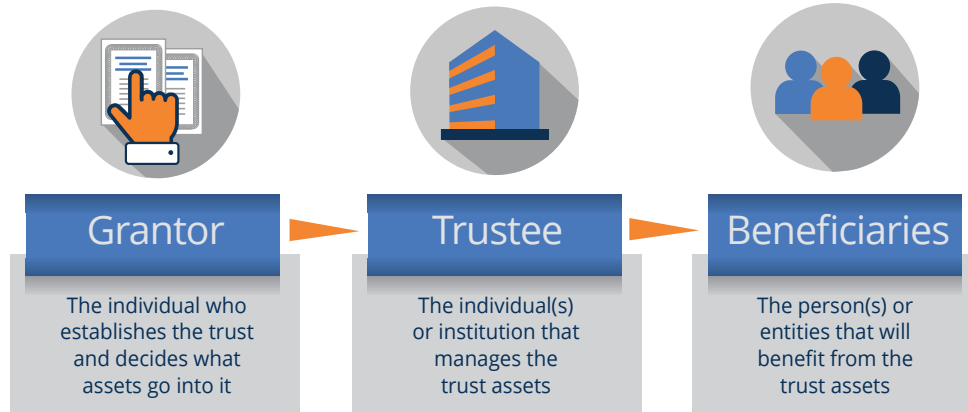 Grantor
The individual who
establishes the trust
and decides what
assets go into it
Trustee
The individual(s)
or institution that
manages the
trust assets
Beneficiaries
The person(s) or
entities that will
benefit from the
trust assets